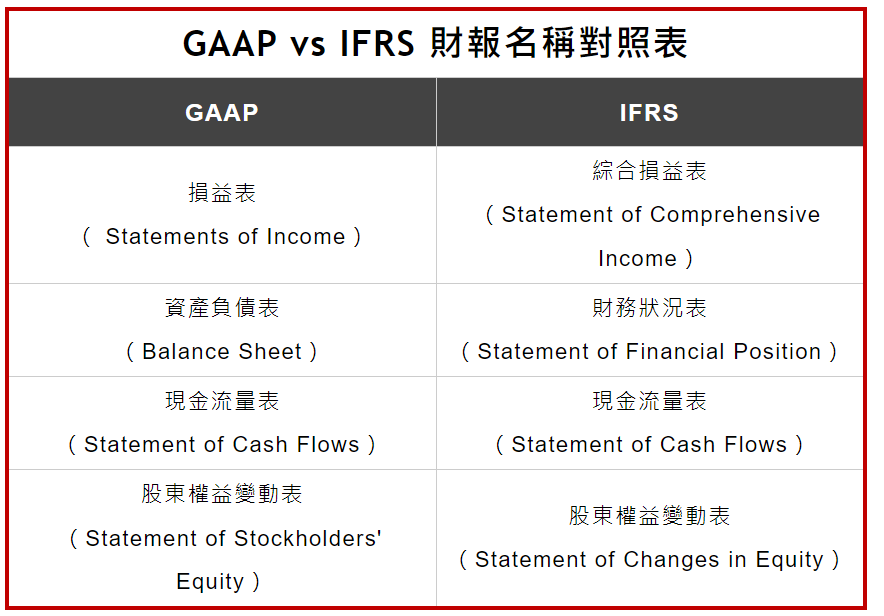 GAAP vs IFRS 財報名稱對照表
GAAP
IFRS
損益表
（ Statements of Income ）
綜合損益表
（ Statement of Comprehensive
Income ）
資產負債表
（ Balance Sheet ）
財務狀況表
（ Statement of Financial Position ）
現金流量表
（ Statement of Cash Flows ）
現金流量表
（ Statement of Cash Flows ）
股東權益變動表
（ Statement of Stockholders'
Equity ）
股東權益變動表
（ Statement of Changes in Equity ）